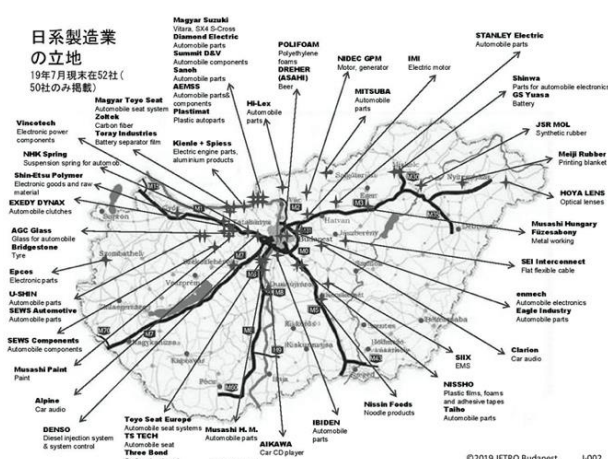 日系製造業
の立地
19年7月現末在52社(
50社のみ掲載)
Magyar Suzuki
Vitara, SX4 S-Cross
Diamond Electric
Automobile parts
Summit D&V
Automobile components
Sanoh
Automobile parts
AEMSS
Automobile parts&
components
Plastimat
Plastic autoparts
POLIFOAM
Polyethylene
foams
DREHER
(ASAHI)
Beer
NIDEC GPM
Motor, generator
IMI
Electric motor
STANLEY Electric
Automobile parts
Shinwa
Parts for automobile electronics
GS Yuasa
Battery
MITSUBA
Automobile
parts
Hi-Lex
Automobile
parts
Magyar Toyo Seat
Automobile seat system
Zoltek
Carbon fiber
Toray Industries
Battery separator film
Vincotech
Electronic power
components
Kienle + Spiess
Electric engine parts,
aluminium products
JSR MOL
Synthetic rubber
Meiji Rubber
Printing blanket
NHK Spring
Suspension spring for automob
Shin-Etsu Polymer
Electronic goods and raw
material
EXEDY DYNAX
Automobile clutches
HOYA LENS
Optical lenses
AGC Glass
Glass for automobile
Bridgestone
Tyre
Musashi Hungary
Füzesabony
Metal working
Epcos
Electronic parts
SEI Interconnect
Flat flexible cable
U-SHIN
Automobile parts
SEWS Automotive
Automobile parts
enmech
Automobile electronics
Eagle Industry
Automobile parts
SEWS Components
Automobile components
Clarion
Car audio
Musashi Paint
Paint
SIIX
EMS
Alpine
Car audio
NISSHO
Plastic films, foams
and adhesive tapes
Taiho
Automobile parts
DENSO
Diesel injection system
& system control
Toyo Seat Europe
Automobile seat systems
TS TECH
Automobile seat
Three Bond
Musashi H. M.
Automobile parts
AIKAWA
Car CD player
IBIDEN
Automobile
parts
Nissin Foods
Noodle products
©2019 JETRO Budapest
J-002